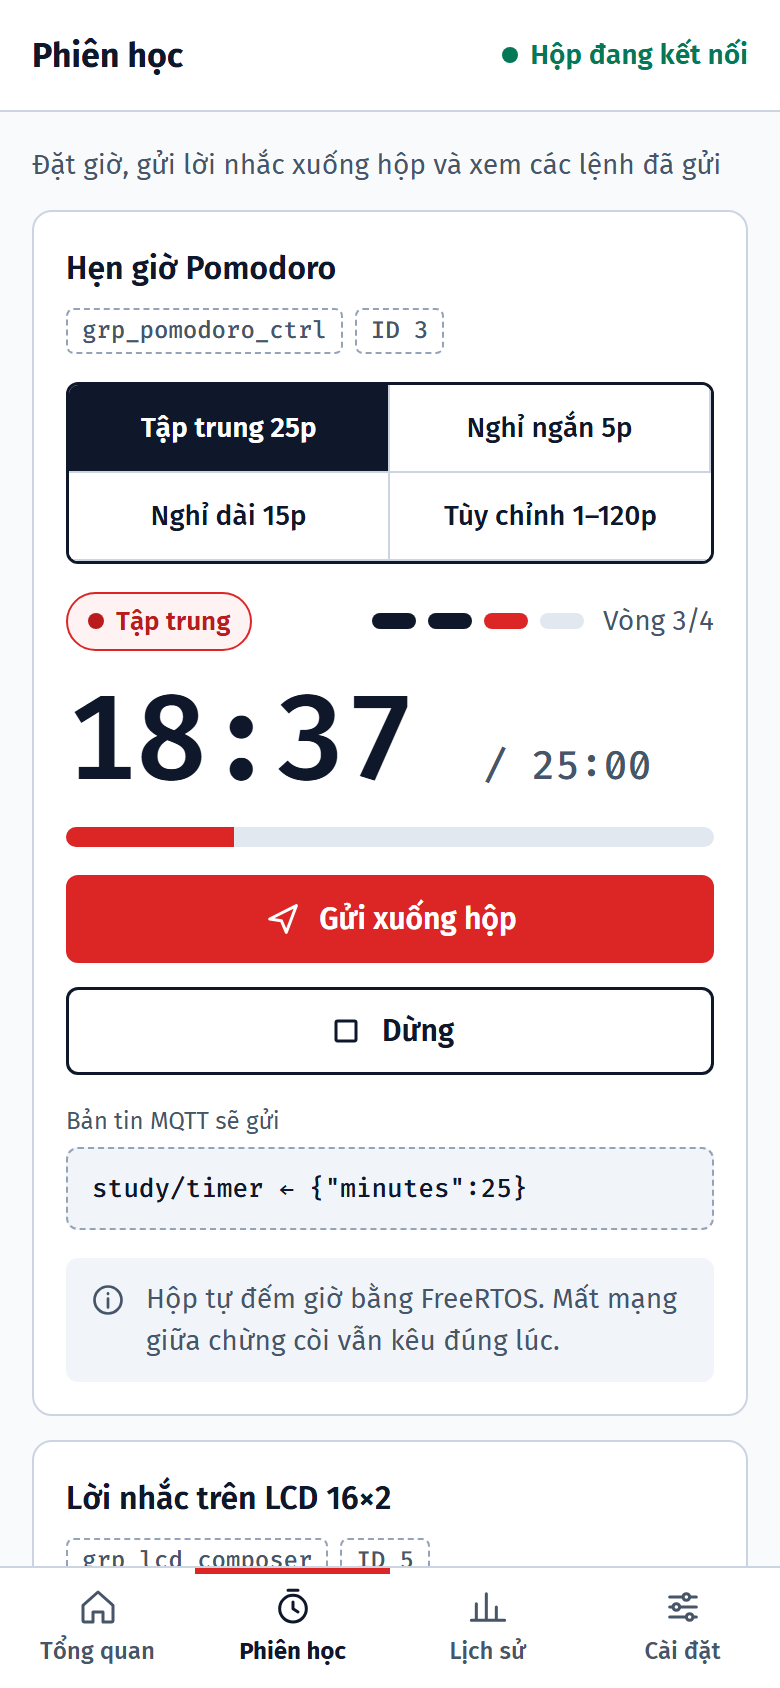 Phiên học
Hộp đang kết nối
Đặt giờ, gửi lời nhắc xuống hộp và xem các lệnh đã gửi
Hẹn giờ Pomodoro
grp_pomodoro_ctrl
ID 3
Tập trung 25p
Nghỉ ngắn 5p
Nghỉ dài 15p
Tùy chỉnh 1–120p
Tập trung
Vòng 3/4
18:37 / 25:00
Gửi xuống hộp
Dừng
Bản tin MQTT sẽ gửi
study/timer ← {"minutes":25}
Hộp tự đếm giờ bằng FreeRTOS. Mất mạng
giữa chừng còi vẫn kêu đúng lúc.
Lời nhắc trên LCD 16×2
grp_lcd_composer
ID 5
Tổng quan
Phiên học
Lịch sử
Cài đặt